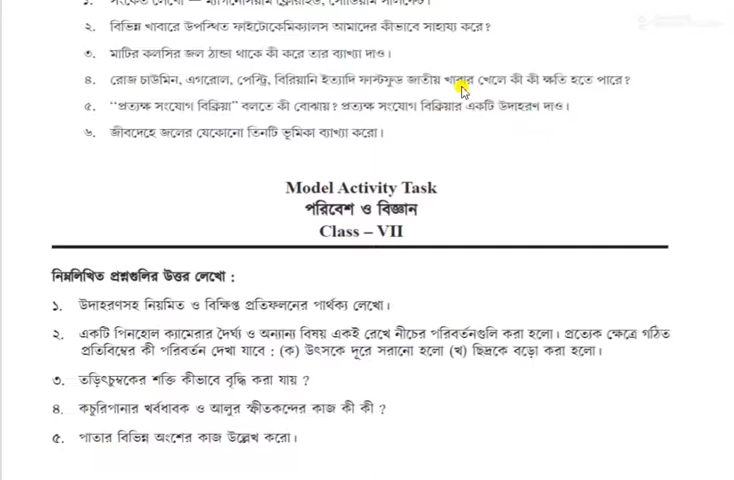 ১. সংকেত লেখো — ম্যাগনেসিয়াম ক্লোরাইড, সোডিয়াম সালফেট।
২. বিভিন্ন খাবারে উপস্থিত ফাইটোকেমিক্যালস আমাদের কীভাবে সাহায্য করে?
৩. মাটির কলসির জল ঠান্ডা থাকে কী করে তার ব্যাখ্যা দাও।
৪. রোজ চাউমিন, এগরোল, পেস্ট্রি, বিরিয়ানি ইত্যাদি ফাস্টফুড জাতীয় খাবার খেলে কী কী ক্ষতি হতে পারে?
৫. “প্রত্যক্ষ সংযোগ বিক্রিয়া” বলতে কী বোঝায়? প্রত্যক্ষ সংযোগ বিক্রিয়ার একটি উদাহরণ দাও।
৬. জীবদেহে জলের যেকোনো তিনটি ভূমিকা ব্যাখ্যা করো।
Model Activity Task
পরিবেশ ও বিজ্ঞান
Class – VII
নিম্নলিখিত প্রশ্নগুলির উত্তর লেখো :
১. উদাহরণসহ নিয়মিত ও বিক্ষিপ্ত প্রতিফলনের পার্থক্য লেখো।
২. একটি পিনহোল ক্যামেরার দৈর্ঘ্য ও অন্যান্য বিষয় একই রেখে নীচের পরিবর্তনগুলি করা হলো। প্রত্যেক ক্ষেত্রে গঠিত
প্রতিবিম্বের কী পরিবর্তন দেখা যাবে : (ক) উৎসকে দূরে সরানো হলো (খ) ছিদ্রকে বড়ো করা হলো।
৩. তড়িৎচুম্বকের শক্তি কীভাবে বৃদ্ধি করা যায় ?
৪. কচুরিপানার খর্বধাবক ও আলুর স্ফীতকন্দের কাজ কী কী ?
৫. পাতার বিভিন্ন অংশের কাজ উল্লেখ করো।